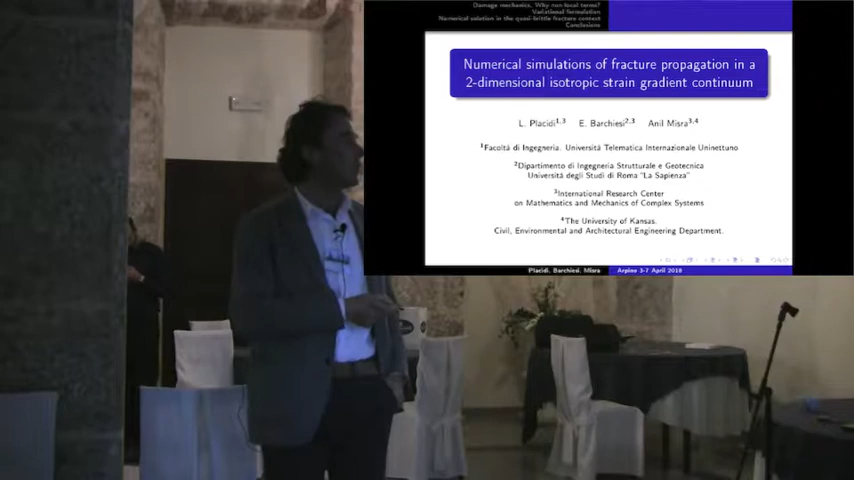 Damage mechanics. Why non-local terms?
Variational formulation
Numerical solution in the quasi-brittle fracture context
Conclusions
Numerical simulations of fracture propagation in a
2-dimensional isotropic strain gradient continuum
L. Placidi1,3 E. Barchiesi2,3 Anil Misra3,4
1Facoltà di Ingegneria. Università Telematica Internazionale Uninettuno
2Dipartimento di Ingegneria Strutturale e Geotecnica
Università degli Studi di Roma "La Sapienza"
3International Research Center
on Mathematics and Mechanics of Complex Systems
4The University of Kansas.
Civil, Environmental and Architectural Engineering Department.
Placidi, Barchiesi, Misra Arpino 3-7 April 2018